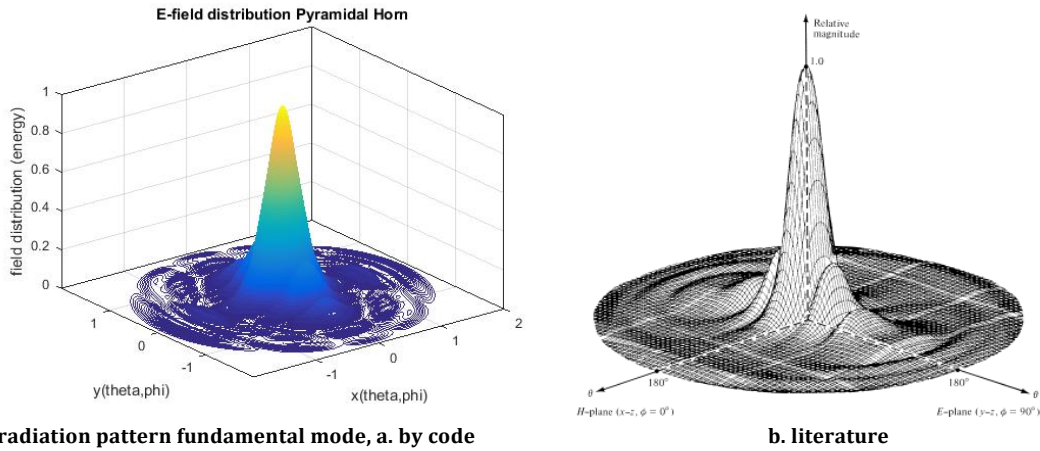 E-field distribution Pyramidal Horn
field distribution (energy)
1
0.8
0.6
0.4
0.2
0
1
0
-1
y(theta,phi)
-1
0
1
2
x(theta,phi)
Relative
magnitude
1.0
θ
180°
H-plane (x-z, ϕ = 0°)
180°
θ
E-plane (y-z, ϕ = 90°)
radiation pattern fundamental mode, a. by code
b. literature